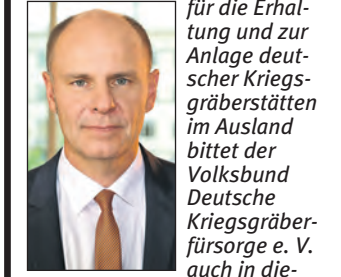 für die Erhal-
tung und zur
Anlage deut-
scher Kriegs-
gräberstätten
im Ausland
bittet der
Volksbund
Deutsche
Kriegsgräber-
fürsorge e. V.
auch in die-